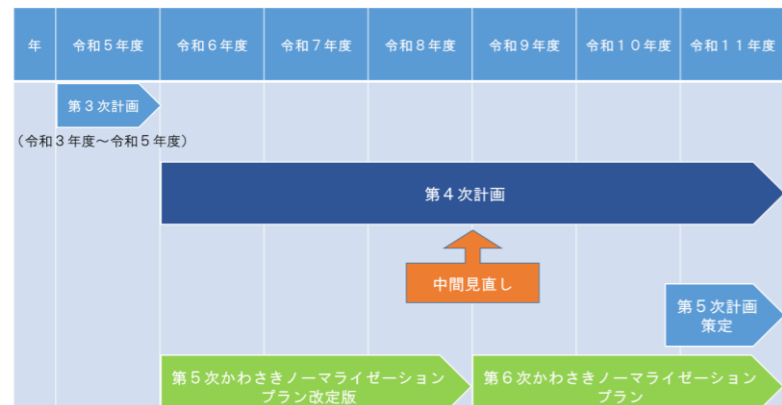 年 令和５年度 令和６年度 令和７年度 令和８年度 令和９年度 令和１０年度 令和１１年度
第３次計画
（令和３年度～令和５年度）
第４次計画
中間見直し
第５次計画
策定
第５次かわさきノーマライゼーション
プラン改定版
第６次かわさきノーマライゼーション
プラン